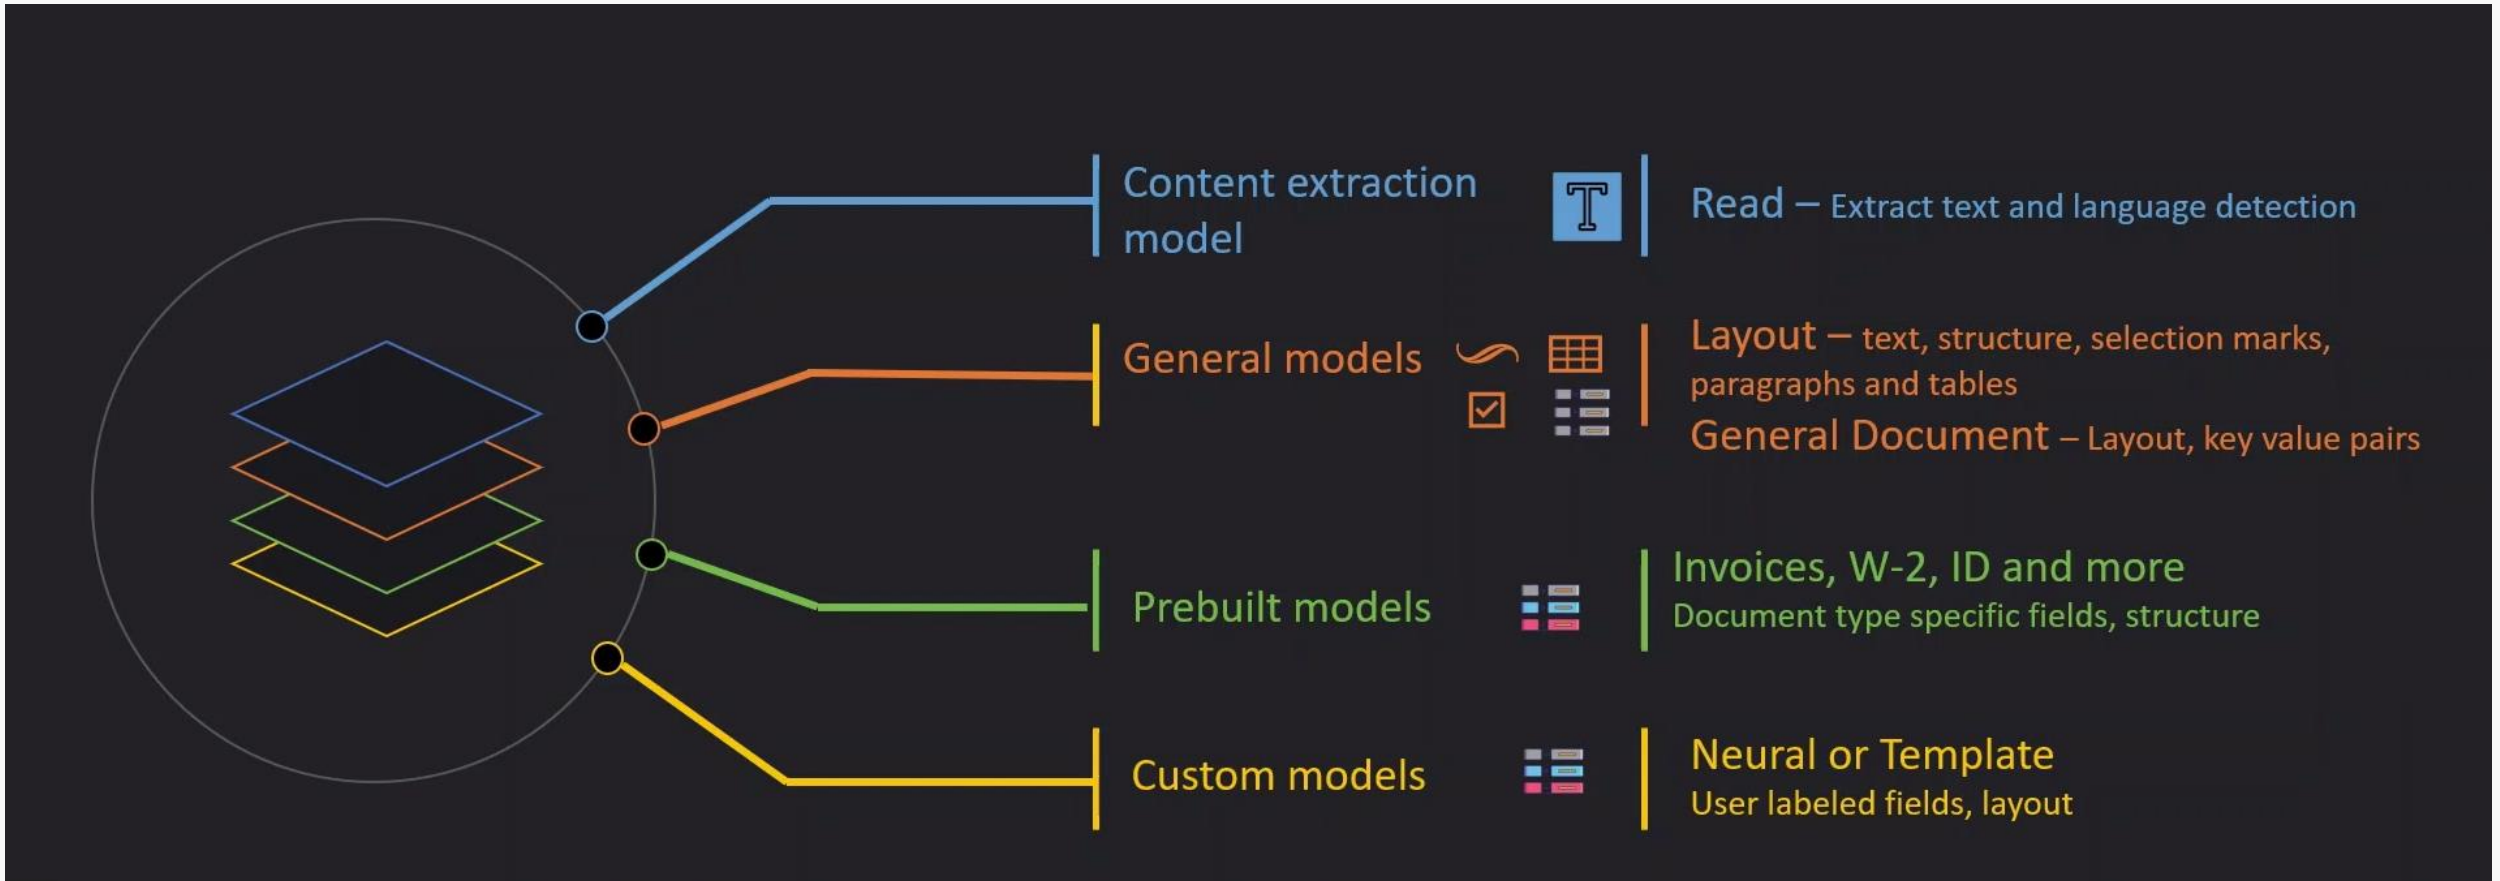 Content extraction
model
T
Read – Extract text and language detection
General models
Layout – text, structure, selection marks,
paragraphs and tables
General Document – Layout, key value pairs
Prebuilt models
Invoices, W-2, ID and more
Document type specific fields, structure
Custom models
Neural or Template
User labeled fields, layout